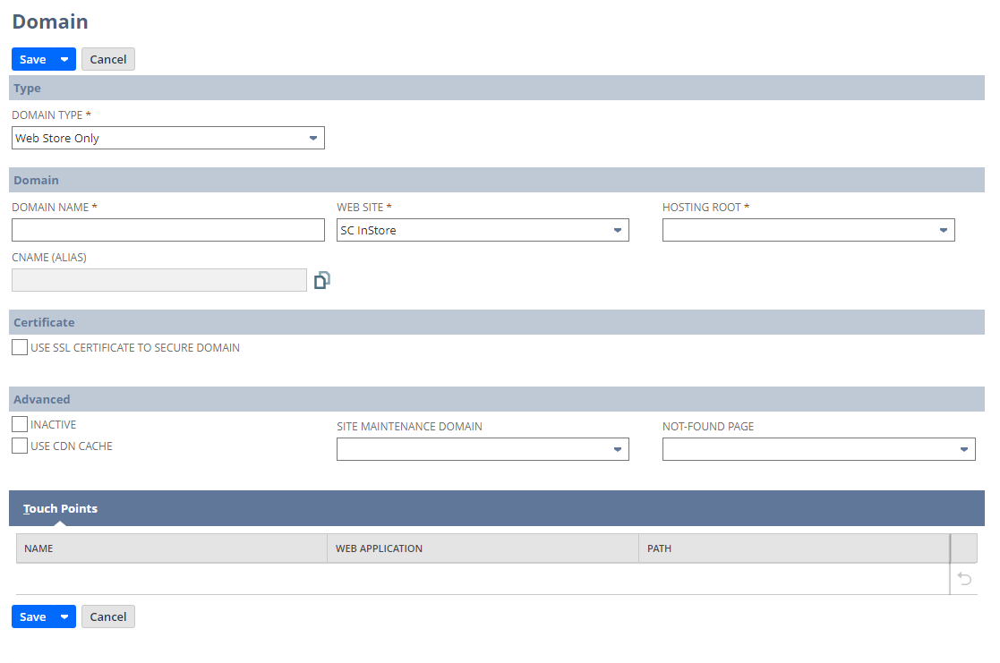 Domain
Save Cancel
Type
DOMAIN TYPE *
Web Store Only
Domain
DOMAIN NAME * WEB SITE * HOSTING ROOT *
SC InStore
CNAME (ALIAS)
Certificate
USE SSL CERTIFICATE TO SECURE DOMAIN
Advanced
INACTIVE SITE MAINTENANCE DOMAIN NOT-FOUND PAGE
USE CDN CACHE
Touch Points
NAME WEB APPLICATION PATH
Save Cancel